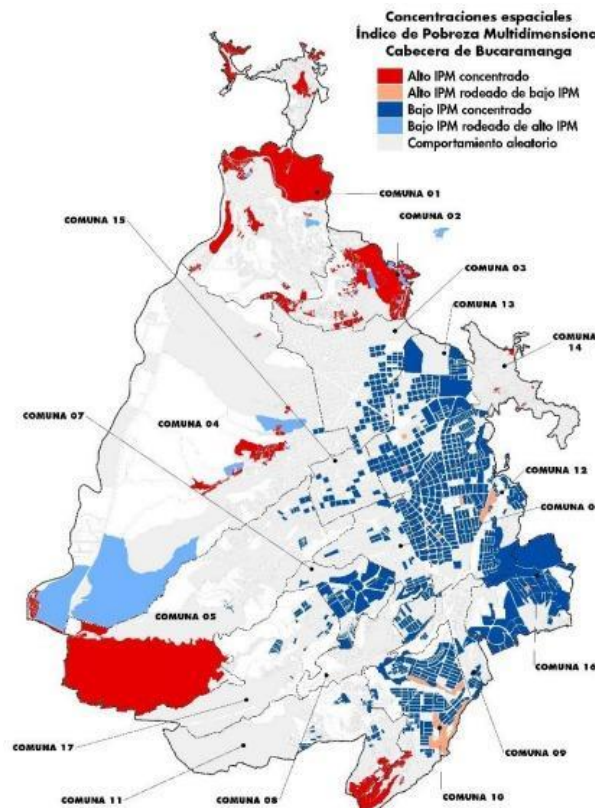 Concentraciones espaciales
Índice de Pobreza Multidimensiona
Cabecera de Bucaramanga
Alto IPM concentrado
Alto IPM rodeado de bajo IPM
Bajo IPM concentrado
Bajo IPM rodeado de alto IPM
Comportamiento aleatorio
COMUNA 01
COMUNA 15
COMUNA 02
COMUNA 03
COMUNA 13
COMUNA
14
COMUNA 07
COMUNA 04
COMUNA 12
COMUNA 0
COMUNA 05
COMUNA 16
COMUNA 17
COMUNA 09
COMUNA 11
COMUNA 08
COMUNA 10